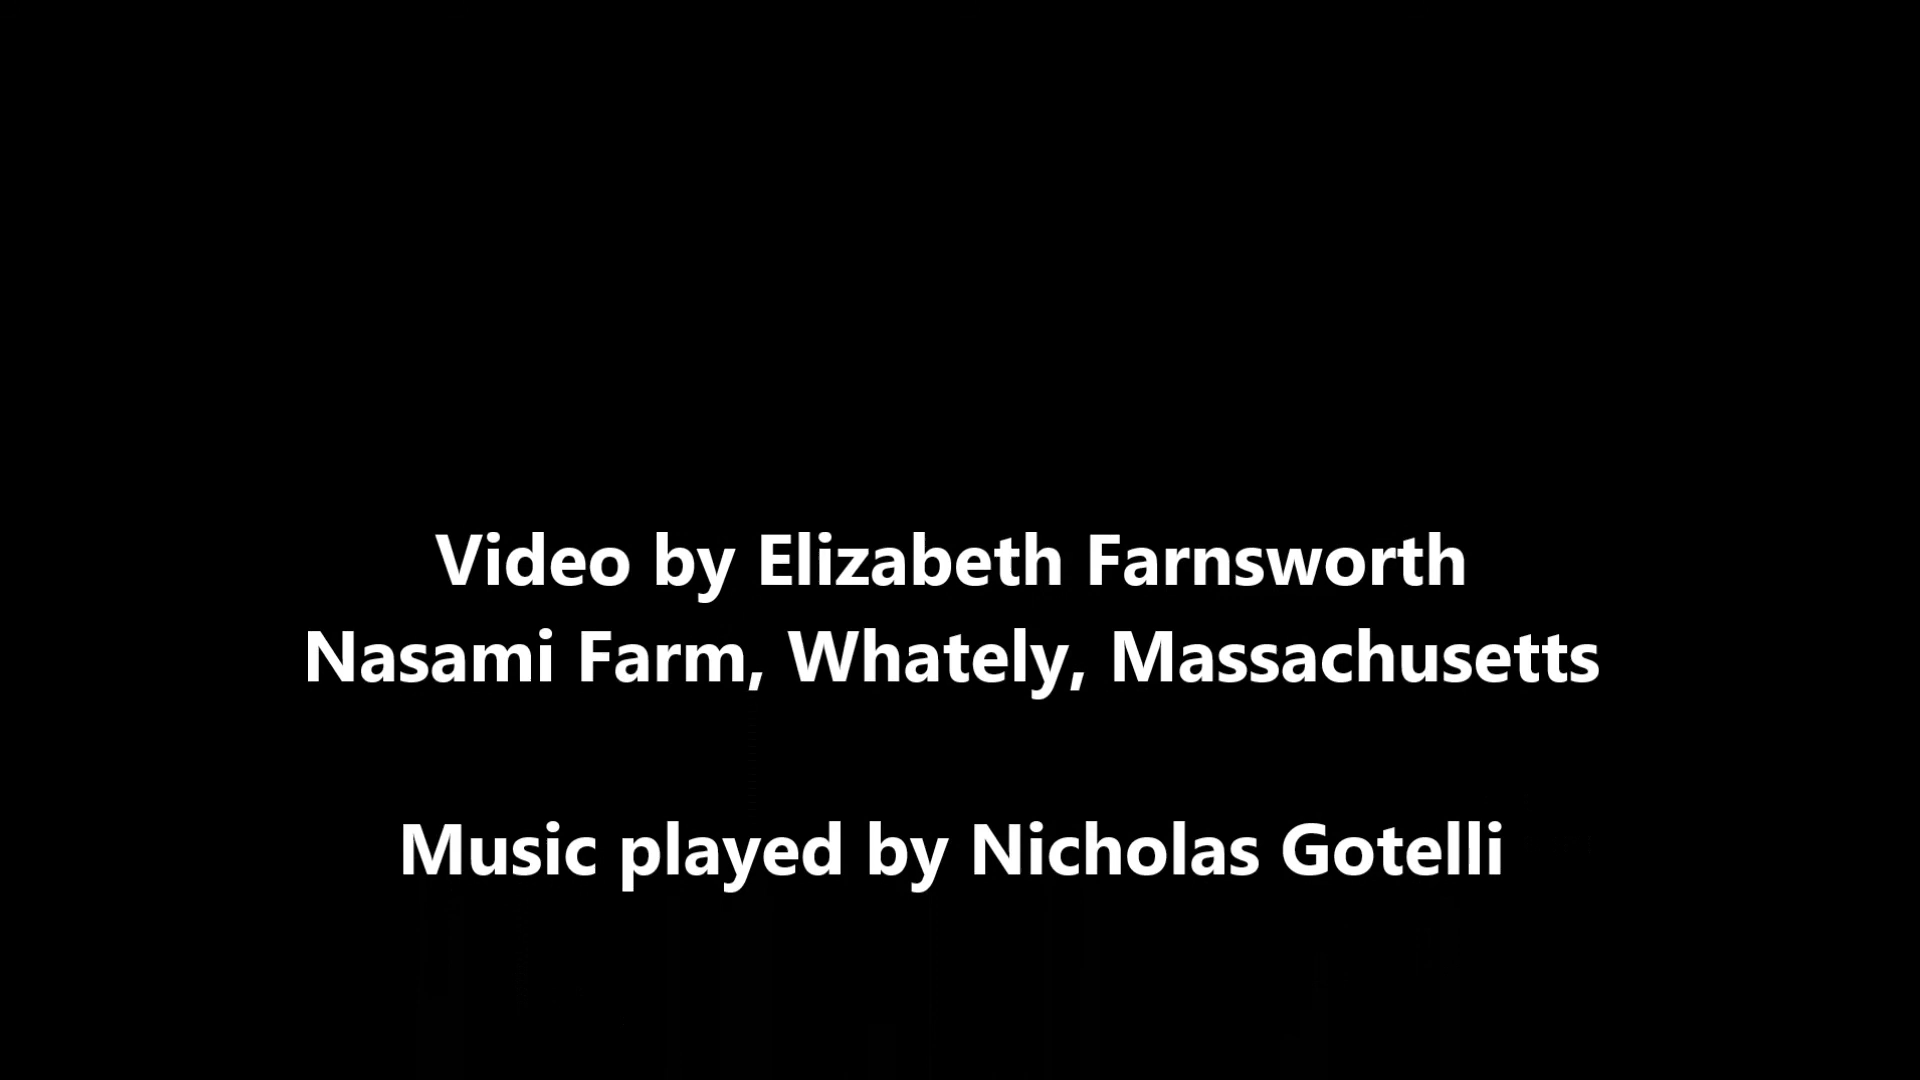 Video by Elizabeth Farnsworth
Nasami Farm, Whately, Massachusetts
Music played by Nicholas Gotelli